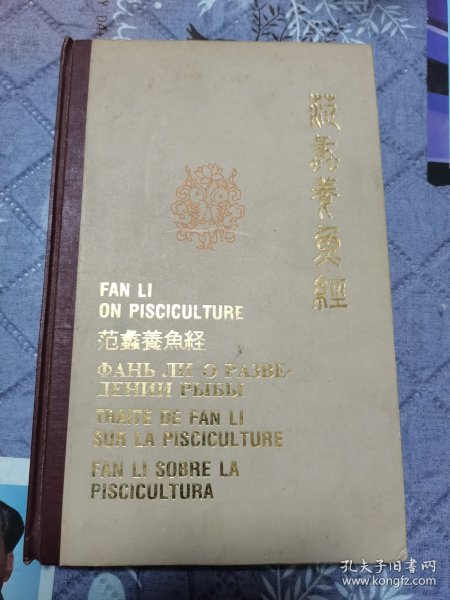 范蠡養魚經
FAN LI
ON PISCICULTURE
范蠡養魚経
ФАНЬ ЛИ О РАЗВЕ-
ДЕНИИ РЫБЫ
TRAITE DE FAN LI
SUR LA PISCICULTURE
FAN LI SOBRE LA
PISCICULTURA
孔夫子旧书网
www.kongfz.com